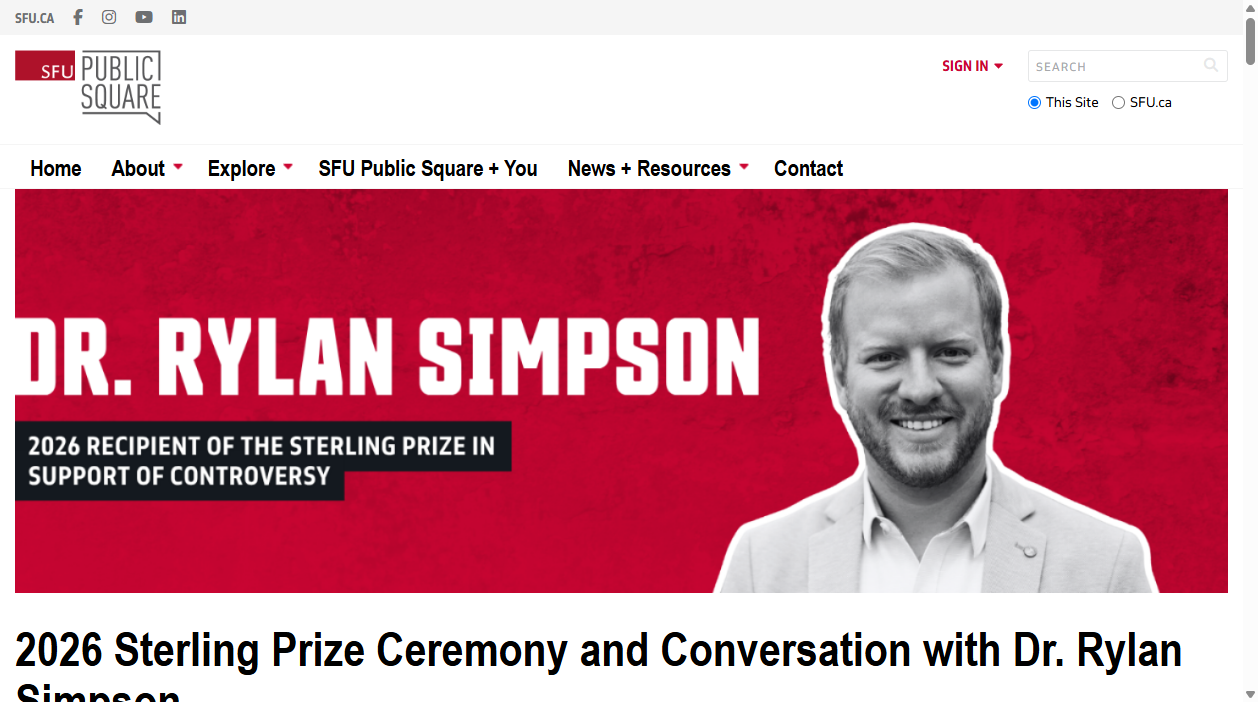 SFU.CA
SFU PUBLIC
SQUARE
SIGN IN
SEARCH
This Site SFU.ca
Home About Explore SFU Public Square + You News + Resources Contact
DR. RYLAN SIMPSON
2026 RECIPIENT OF THE STERLING PRIZE IN
SUPPORT OF CONTROVERSY
2026 Sterling Prize Ceremony and Conversation with Dr. Rylan
Simpson